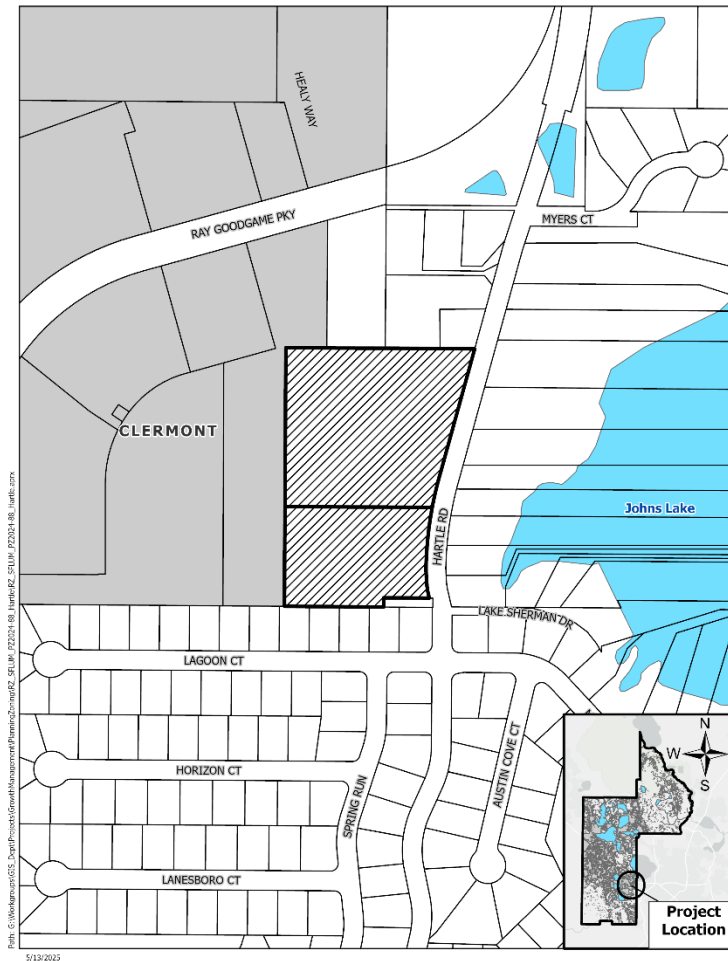 HEALY WAY
RAY GOODGAME PKY
MYERS CT
CLERMONT
HARTLE RD
Johns Lake
LAKE SHERMAN DR
LAGOON CT
HORIZON CT
SPRING RUN
AUSTIN COVE CT
LANESBORO CT
N
W
S
Project
Location
5/13/2025